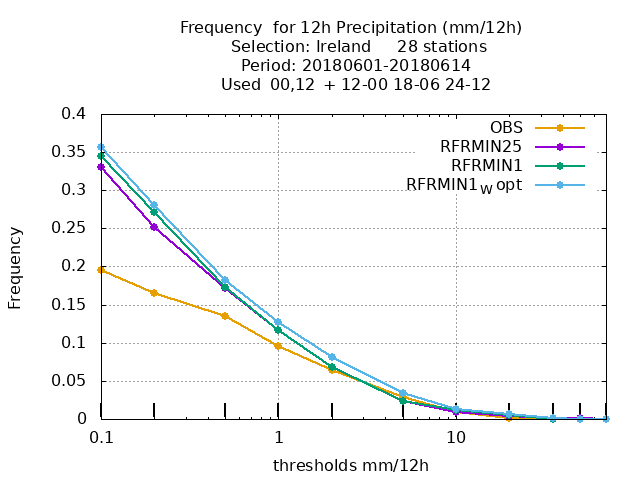 Frequency  for 12h Precipitation (mm/12h)
Selection: Ireland     28 stations
Period: 20180601-20180614
Used  00,12  + 12-00 18-06 24-12
OBS
RFRMIN25
RFRMIN1
RFRMIN1W opt
0.4
0.35
0.3
0.25
0.2
0.15
0.1
0.05
0
Frequency
0.1
1
10
thresholds mm/12h